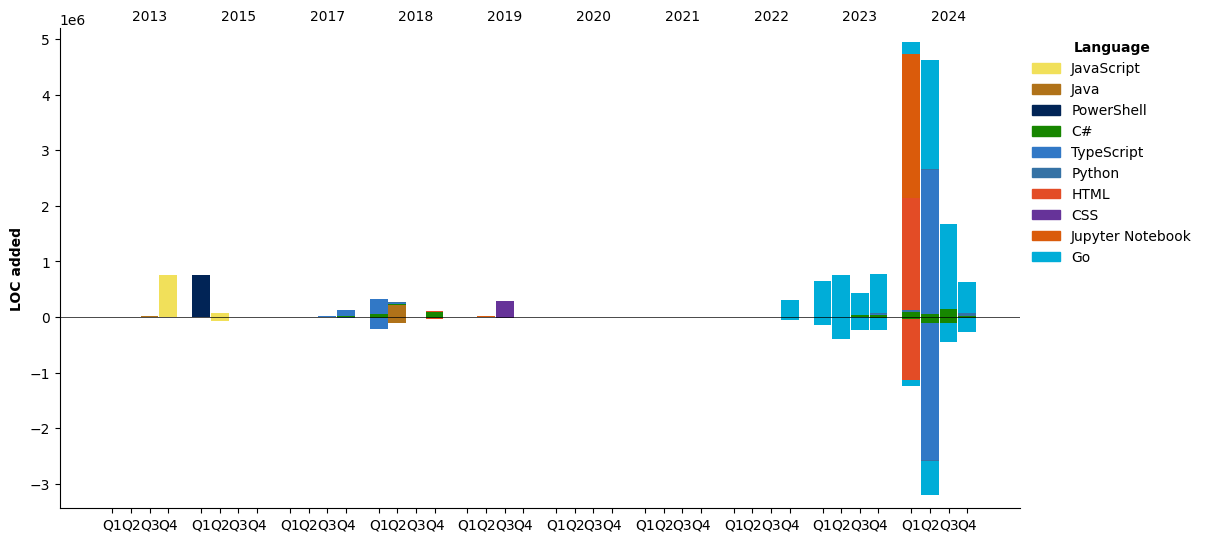 2013 2015 2017 2018 2019 2020 2021 2022 2023 2024
1e6
5
4
3
2
1
0
−1
−2
−3
LOC added
Q1Q2Q3Q4 Q1Q2Q3Q4 Q1Q2Q3Q4 Q1Q2Q3Q4 Q1Q2Q3Q4 Q1Q2Q3Q4 Q1Q2Q3Q4 Q1Q2Q3Q4 Q1Q2Q3Q4 Q1Q2Q3Q4
Language
JavaScript
Java
PowerShell
C#
TypeScript
Python
HTML
CSS
Jupyter Notebook
Go